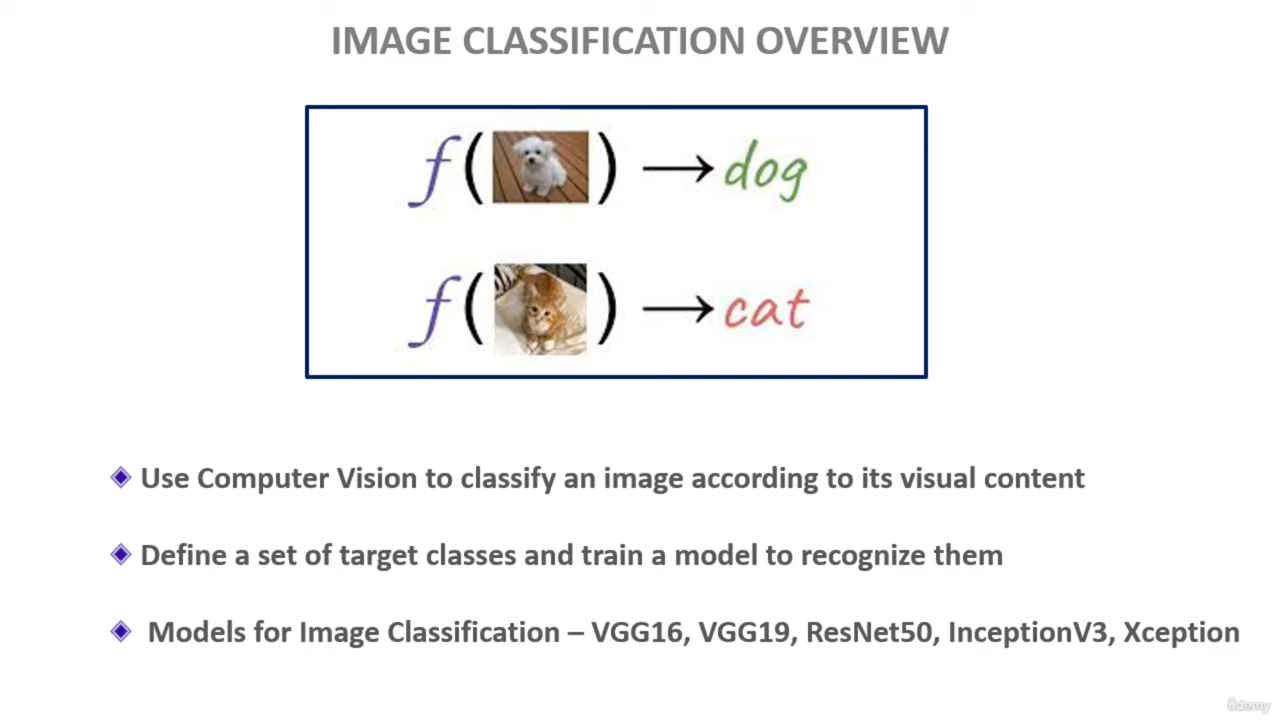 IMAGE CLASSIFICATION OVERVIEW
f( ) → dog
f( ) → cat
Use Computer Vision to classify an image according to its visual content
Define a set of target classes and train a model to recognize them
Models for Image Classification – VGG16, VGG19, ResNet50, InceptionV3, Xception
ûdemy